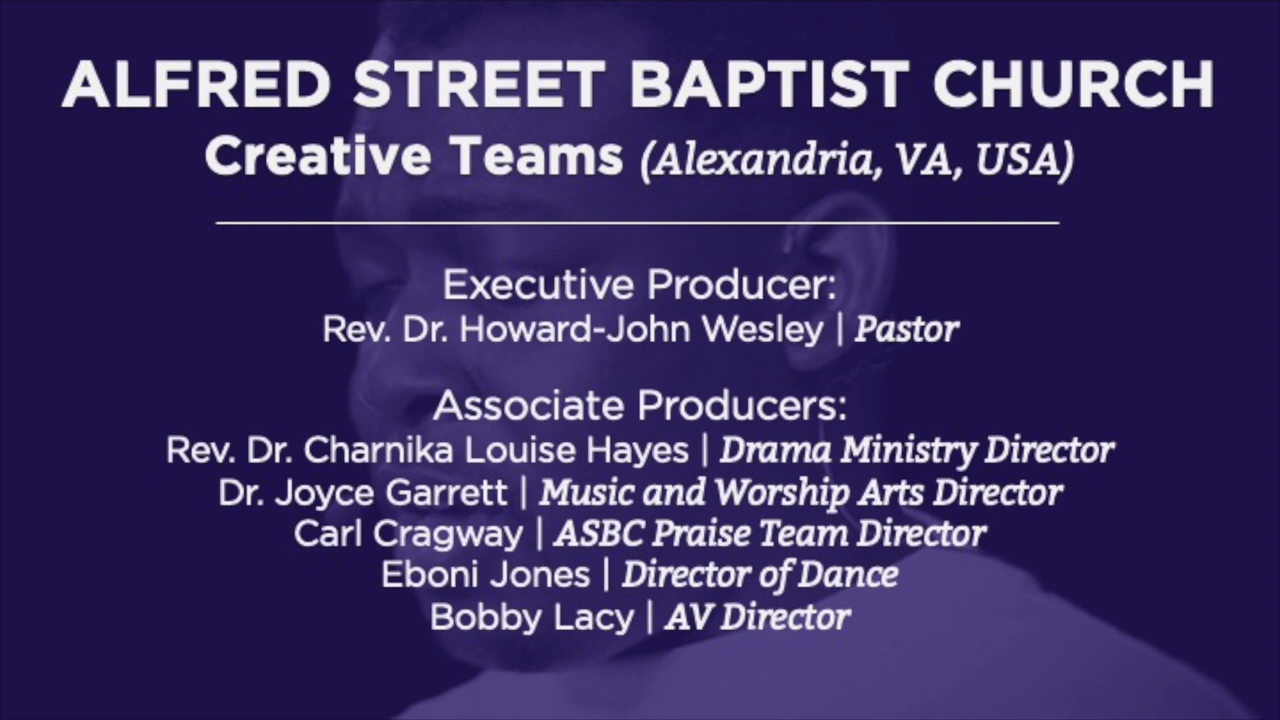 ALFRED STREET BAPTIST CHURCH
Creative Teams (Alexandria, VA, USA)
Executive Producer:
Rev. Dr. Howard-John Wesley | Pastor
Associate Producers:
Rev. Dr. Charnika Louise Hayes | Drama Ministry Director
Dr. Joyce Garrett | Music and Worship Arts Director
Carl Cragway | ASBC Praise Team Director
Eboni Jones | Director of Dance
Bobby Lacy | AV Director